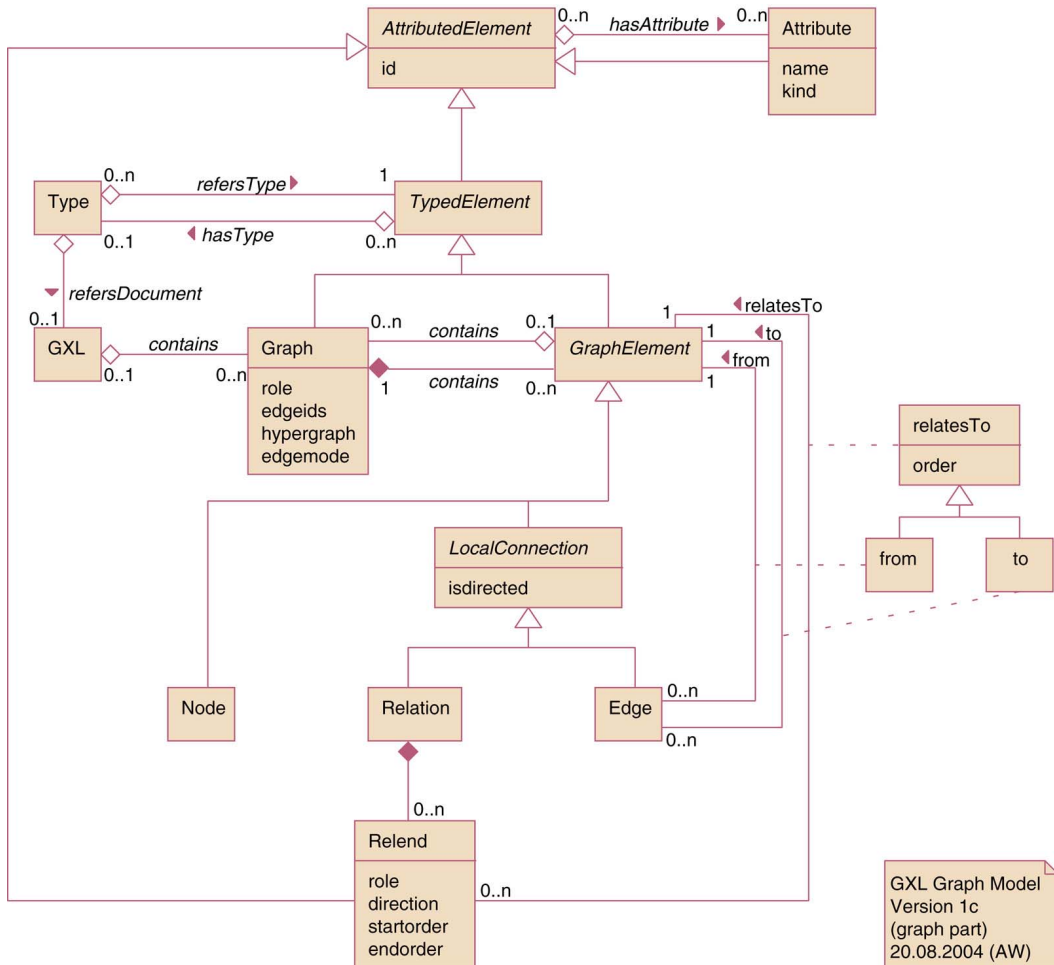 AttributedElement
id
0..n
hasAttribute
0..n
Attribute
name
kind
Type
0..n
refersType
1
TypedElement
0..1
hasType
0..n
refersDocument
0..1
GXL
0..1
contains
0..n
Graph
role
edgeids
hypergraph
edgemode
0..n
contains
0..1
1
contains
0..n
GraphElement
1
relatesTo
1
to
from
1
relatesTo
order
from
to
LocalConnection
isdirected
Node
Relation
Edge
0..n
0..n
0..n
Relend
role
direction
startorder
endorder
0..n
GXL Graph Model
Version 1c
(graph part)
20.08.2004 (AW)